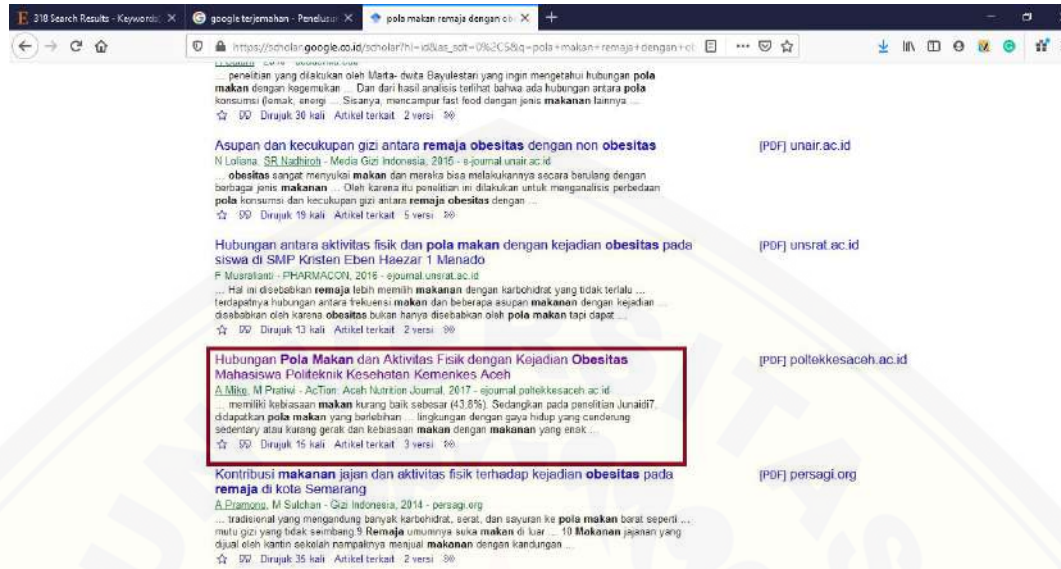 318 Search Results - Keywords:
google terjemahan - Penelusur
pola makan remaja dengan ob
https://scholar.google.co.id/scholar?hl=id&as_sdt=0%2C5&q=pola+makan+remaja+dengan+o
... penelitian yang dilakukan oleh Marta- dwita Bayulestari yang ingin mengetahui hubungan pola
makan dengan kegemukan ... Dan dari hasil analisis terlihat bahwa ada hubungan antara pola
konsumsi (lemak, energi ... Sisanya, mencampur fast food dengan jenis makanan lainnya ...
Dirujuk 30 kali Artikel terkait 2 versi
Asupan dan kecukupan gizi antara remaja obesitas dengan non obesitas
[PDF] unair.ac.id
N Loliana, SR Nadhiroh - Media Gizi Indonesia, 2015 - e-journal.unair.ac.id
... obesitas sangat menyukai makan dan mereka bisa melakukannya secara berulang dengan
berbagai jenis makanan ... Oleh karena itu penelitian ini dilakukan untuk menganalisis perbedaan
pola konsumsi dan kecukupan gizi antara remaja obesitas dengan ...
Dirujuk 19 kali Artikel terkait 5 versi
Hubungan antara aktivitas fisik dan pola makan dengan kejadian obesitas pada
siswa di SMP Kristen Eben Haezar 1 Manado
[PDF] unsrat.ac.id
F Musralianti - PHARMACON, 2016 - ejournal.unsrat.ac.id
... Hal ini disebabkan remaja lebih memilih makanan dengan karbohidrat yang tidak terlalu ...
terdapatnya hubungan antara frekuensi makan dan beberapa asupan makanan dengan kejadian ...
disebabkan oleh karena obesitas bukan hanya disebabkan oleh pola makan tapi dapat ...
Dirujuk 13 kali Artikel terkait 2 versi
Hubungan Pola Makan dan Aktivitas Fisik dengan Kejadian Obesitas
Mahasiswa Politeknik Kesehatan Kemenkes Aceh
[PDF] poltekkesaceh.ac.id
A Miko, M Pratiwi - AcTion: Aceh Nutrition Journal, 2017 - ejournal.poltekkesaceh.ac.id
... memiliki kebiasaan makan kurang baik sebesar (43,8%). Sedangkan pada penelitian Junaidi7,
didapatkan pola makan yang berlebihan ... lingkungan dengan gaya hidup yang cenderung
sedentary atau kurang gerak dan kebiasaan makan dengan makanan yang enak ...
Dirujuk 15 kali Artikel terkait 3 versi
Kontribusi makanan jajan dan aktivitas fisik terhadap kejadian obesitas pada
remaja di kota Semarang
[PDF] persagi.org
A Pramono, M Sulchan - Gizi Indonesia, 2014 - persagi.org
... tradisional yang mengandung banyak karbohidrat, serat, dan sayuran ke pola makan barat seperti ...
mutu gizi yang tidak seimbang.9 Remaja umumnya suka makan di luar ... 10 Makanan jajanan yang
dijual oleh kantin sekolah nampaknya menjual makanan dengan kandungan ...
Dirujuk 35 kali Artikel terkait 2 versi